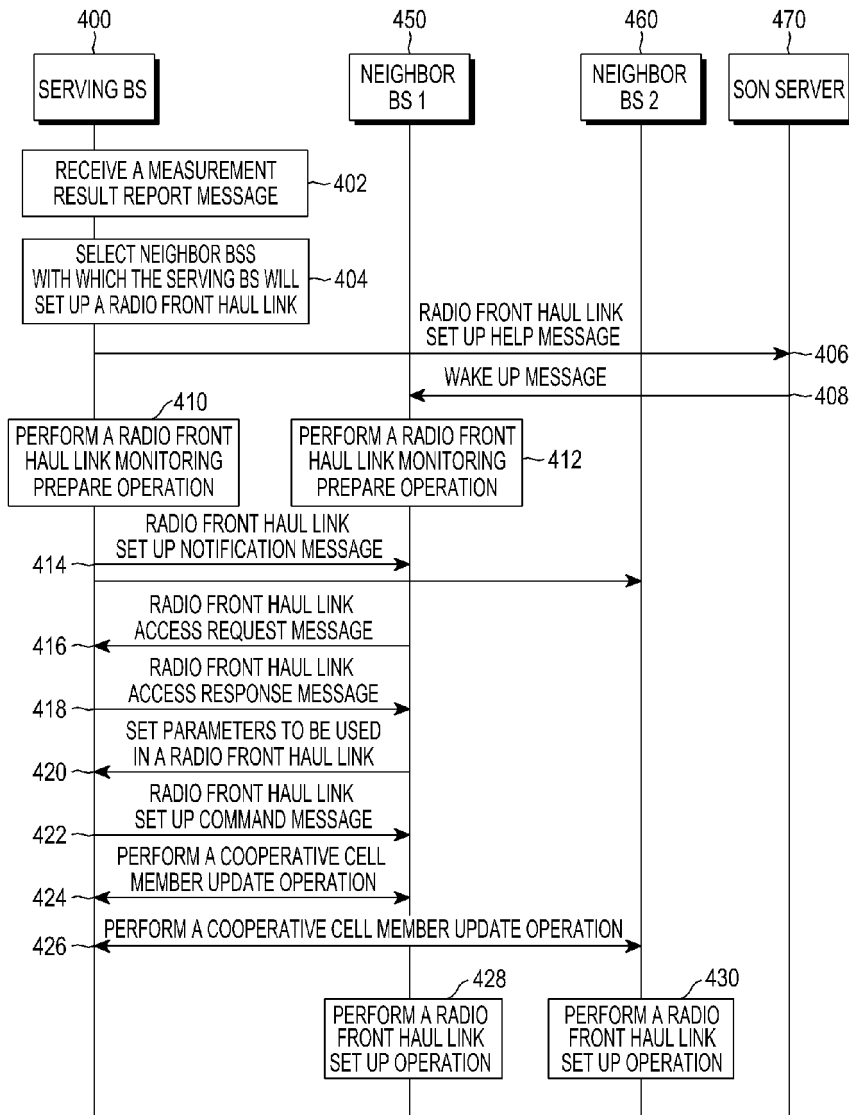 400
450
460
470
SERVING BS
NEIGHBOR
BS 1
NEIGHBOR
BS 2
SON SERVER
RECEIVE A MEASUREMENT
RESULT REPORT MESSAGE
402
SELECT NEIGHBOR BSS
WITH WHICH THE SERVING BS WILL
SET UP A RADIO FRONT HAUL LINK
404
RADIO FRONT HAUL LINK
SET UP HELP MESSAGE
406
WAKE UP MESSAGE
408
410
PERFORM A RADIO FRONT
HAUL LINK MONITORING
PREPARE OPERATION
PERFORM A RADIO FRONT
HAUL LINK MONITORING
PREPARE OPERATION
412
RADIO FRONT HAUL LINK
SET UP NOTIFICATION MESSAGE
414
RADIO FRONT HAUL LINK
ACCESS REQUEST MESSAGE
416
RADIO FRONT HAUL LINK
ACCESS RESPONSE MESSAGE
418
SET PARAMETERS TO BE USED
IN A RADIO FRONT HAUL LINK
420
RADIO FRONT HAUL LINK
SET UP COMMAND MESSAGE
422
PERFORM A COOPERATIVE CELL
MEMBER UPDATE OPERATION
424
PERFORM A COOPERATIVE CELL MEMBER UPDATE OPERATION
426
428
PERFORM A RADIO
FRONT HAUL LINK
SET UP OPERATION
430
PERFORM A RADIO
FRONT HAUL LINK
SET UP OPERATION